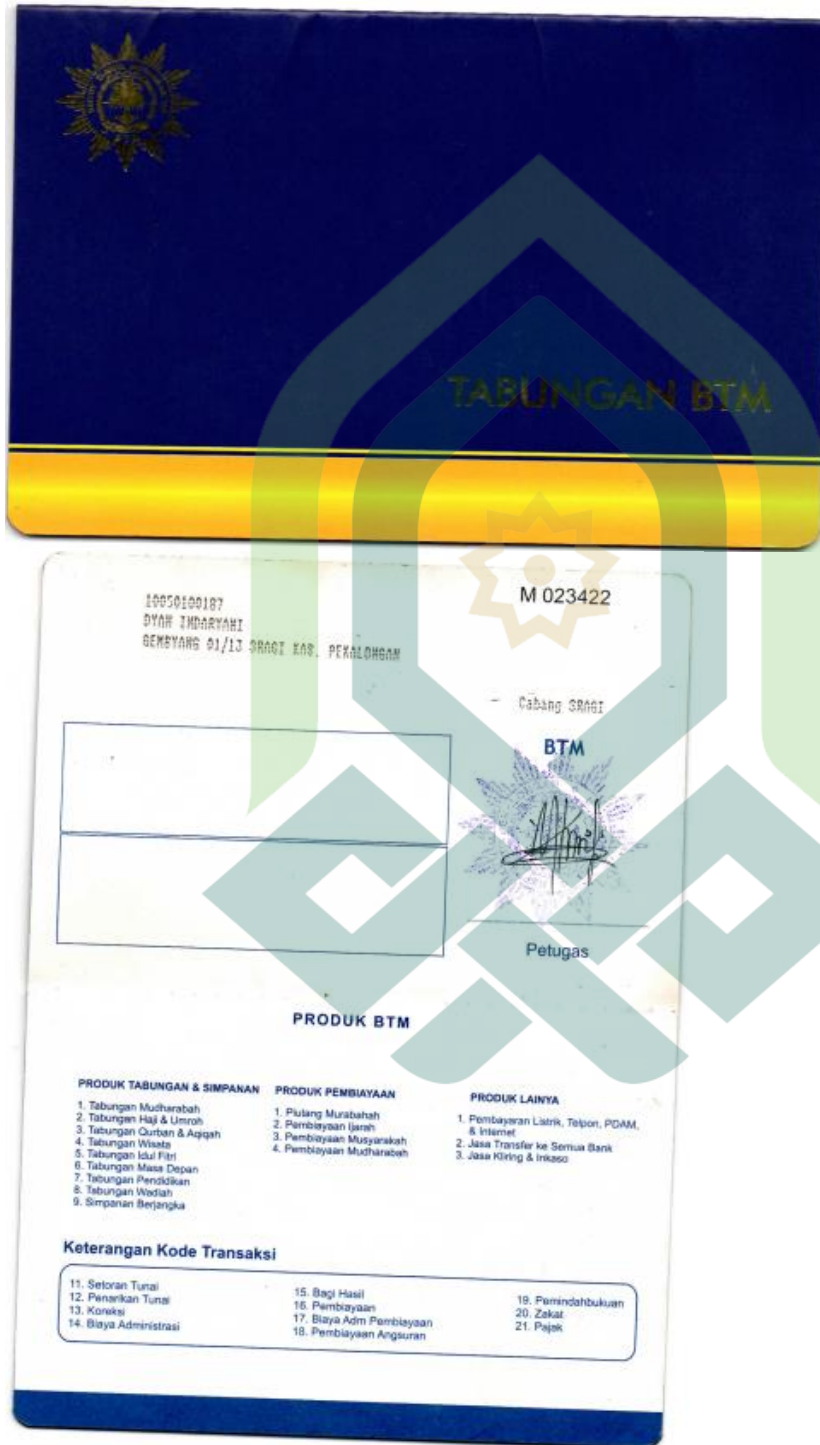 TABUNGAN BTM
10050100187
DYAH INDARYANI
GEMBYANG 01/13 SRAGI KAB. PEKALONGAN
M 023422
Cabang SRAGI
BTM
Petugas
PRODUK BTM
PRODUK TABUNGAN & SIMPANAN
1. Tabungan Mudharabah
2. Tabungan Haji & Umroh
3. Tabungan Qurban & Aqiqah
4. Tabungan Wisata
5. Tabungan Idul Fitri
6. Tabungan Masa Depan
7. Tabungan Pendidikan
8. Tabungan Wadiah
9. Simpanan Berjangka
PRODUK PEMBIAYAAN
1. Piutang Murabahah
2. Pembiayaan Ijarah
3. Pembiayaan Musyarakah
4. Pembiayaan Mudharabah
PRODUK LAINYA
1. Pembayaran Listrik, Telpon, PDAM,
& Internet
2. Jasa Transfer ke Semua Bank
3. Jasa Kliring & Inkaso
Keterangan Kode Transaksi
11. Setoran Tunai
12. Penarikan Tunai
13. Koreksi
14. Biaya Administrasi
15. Bagi Hasil
16. Pembiayaan
17. Biaya Adm Pembiayaan
18. Pembiayaan Angsuran
19. Pemindahbukuan
20. Zakat
21. Pajak